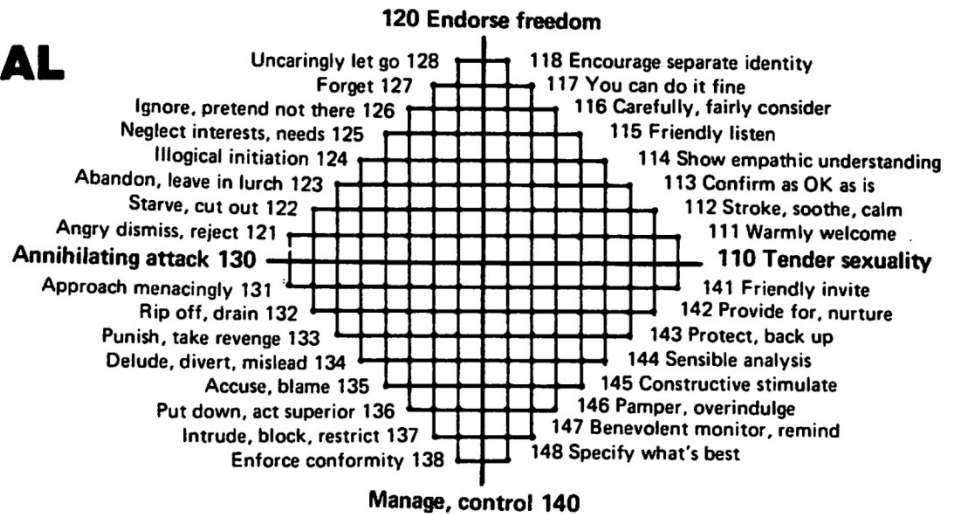 120 Endorse freedom
AL
Uncaringly let go 128
118 Encourage separate identity
Forget 127
117 You can do it fine
Ignore, pretend not there 126
116 Carefully, fairly consider
Neglect interests, needs 125
115 Friendly listen
Illogical initiation 124
114 Show empathic understanding
Abandon, leave in lurch 123
113 Confirm as OK as is
Starve, cut out 122
112 Stroke, soothe, calm
Angry dismiss, reject 121
111 Warmly welcome
Annihilating attack 130
110 Tender sexuality
Approach menacingly 131
141 Friendly invite
Rip off, drain 132
142 Provide for, nurture
Punish, take revenge 133
143 Protect, back up
Delude, divert, mislead 134
144 Sensible analysis
Accuse, blame 135
145 Constructive stimulate
Put down, act superior 136
146 Pamper, overindulge
Intrude, block, restrict 137
147 Benevolent monitor, remind
Enforce conformity 138
148 Specify what's best
Manage, control 140